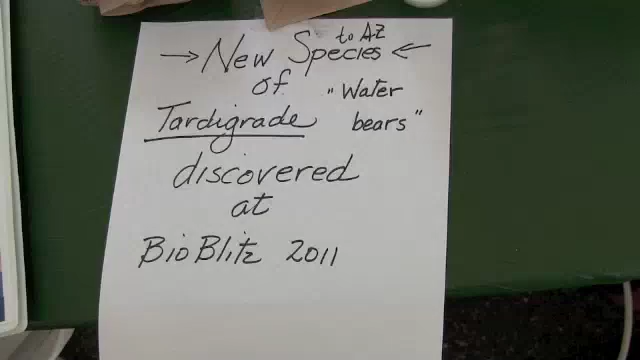 to AZ
→ New Species ←
of "Water
Tardigrade bears"
discovered
at
BioBlitz 2011